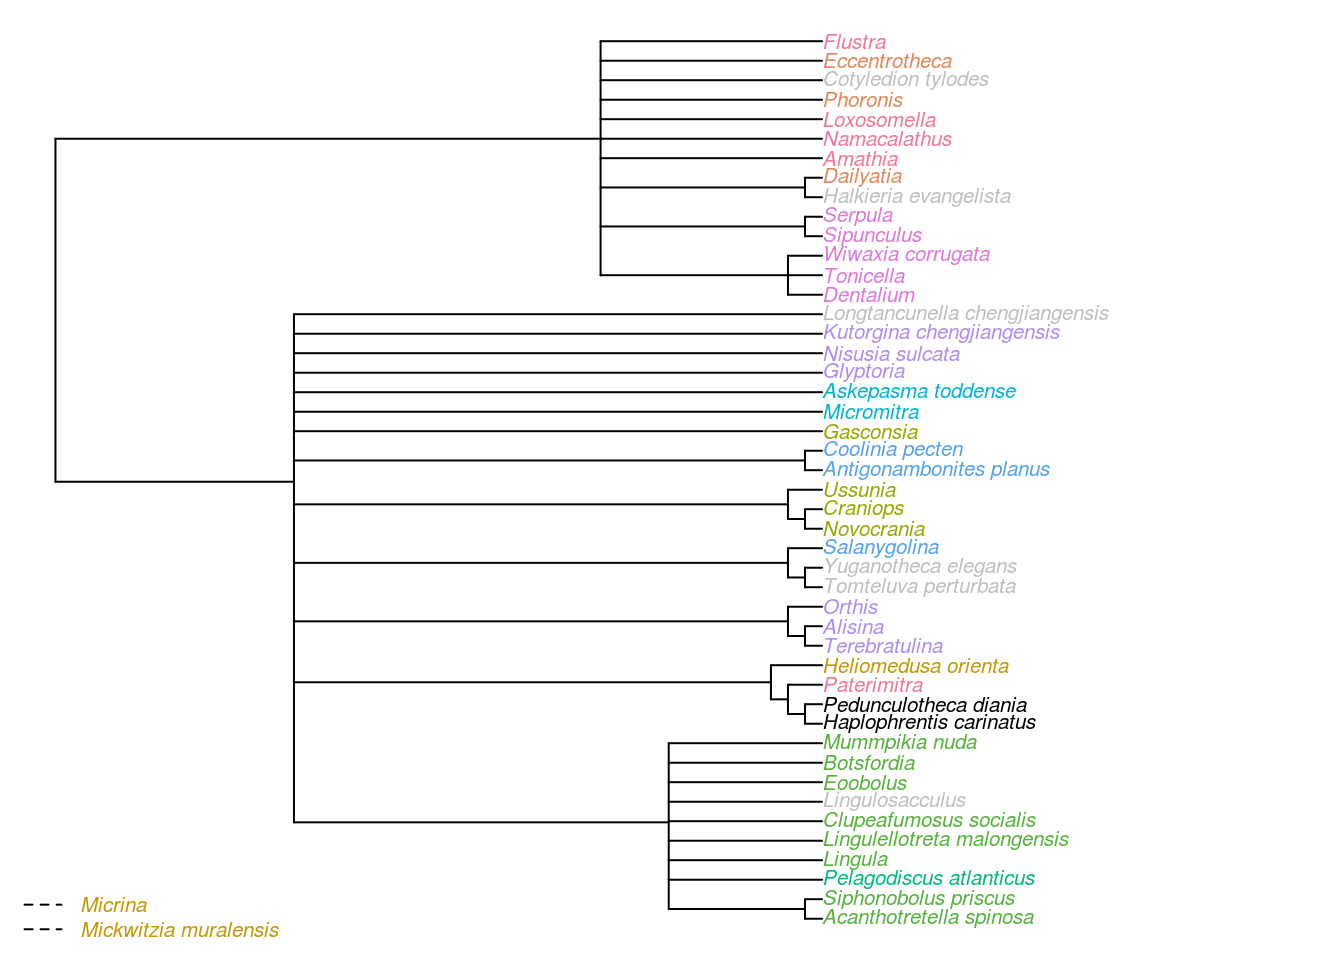 Flustra
Eccentrotheca
Cotyledion tylodes
Phoronis
Loxosomella
Namacalathus
Amathia
Dailyatia
Halkieria evangelista
Serpula
Sipunculus
Wiwaxia corrugata
Tonicella
Dentalium
Longtancunella chengjiangensis
Kutorgina chengjiangensis
Nisusia sulcata
Glyptoria
Askepasma toddense
Micromitra
Gasconsia
Coolinia pecten
Antigonambonites planus
Ussunia
Craniops
Novocrania
Salanygolina
Yuganotheca elegans
Tomteluva perturbata
Orthis
Alisina
Terebratulina
Heliomedusa orienta
Paterimitra
Pedunculotheca diania
Haplophrentis carinatus
Mummpikia nuda
Botsfordia
Eoobolus
Lingulosacculus
Clupeafumosus socialis
Lingulellotreta malongensis
Lingula
Pelagodiscus atlanticus
Siphonobolus priscus
Acanthotretella spinosa
Micrina
Mickwitzia muralensis